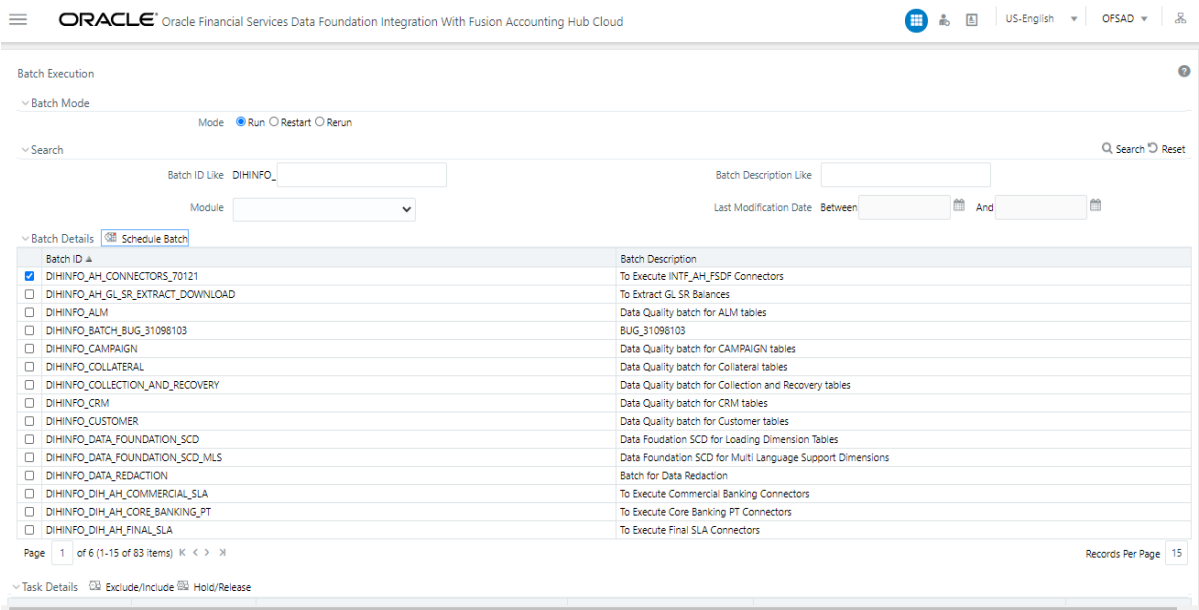 ORACLE® Oracle Financial Services Data Foundation Integration With Fusion Accounting Hub Cloud US-English OFSAD
Batch Execution
Batch Mode
Mode Run Restart Rerun
Search Search Reset
Batch ID Like DIHINFO_ Batch Description Like
Module Last Modification Date Between And
Batch Details Schedule Batch
Batch ID Batch Description
DIHINFO_AH_CONNECTORS_70121 To Execute INTF_AH_FSDF Connectors
DIHINFO_AH_GL_SR_EXTRACT_DOWNLOAD To Extract GL SR Balances
DIHINFO_ALM Data Quality batch for ALM tables
DIHINFO_BATCH_BUG_31098103 BUG_31098103
DIHINFO_CAMPAIGN Data Quality batch for CAMPAIGN tables
DIHINFO_COLLATERAL Data Quality batch for Collateral tables
DIHINFO_COLLECTION_AND_RECOVERY Data Quality batch for Collection and Recovery tables
DIHINFO_CRM Data Quality batch for CRM tables
DIHINFO_CUSTOMER Data Quality batch for Customer tables
DIHINFO_DATA_FOUNDATION_SCD Data Foudation SCD for Loading Dimension Tables
DIHINFO_DATA_FOUNDATION_SCD_MLS Data Foundation SCD for Multi Language Support Dimensions
DIHINFO_DATA_REDACTION Batch for Data Redaction
DIHINFO_DIH_AH_COMMERCIAL_SLA To Execute Commercial Banking Connectors
DIHINFO_DIH_AH_CORE_BANKING_PT To Execute Core Banking PT Connectors
DIHINFO_DIH_AH_FINAL_SLA To Execute Final SLA Connectors
Page 1 of 6 (1-15 of 83 items) Records Per Page 15
Task Details Exclude/Include Hold/Release